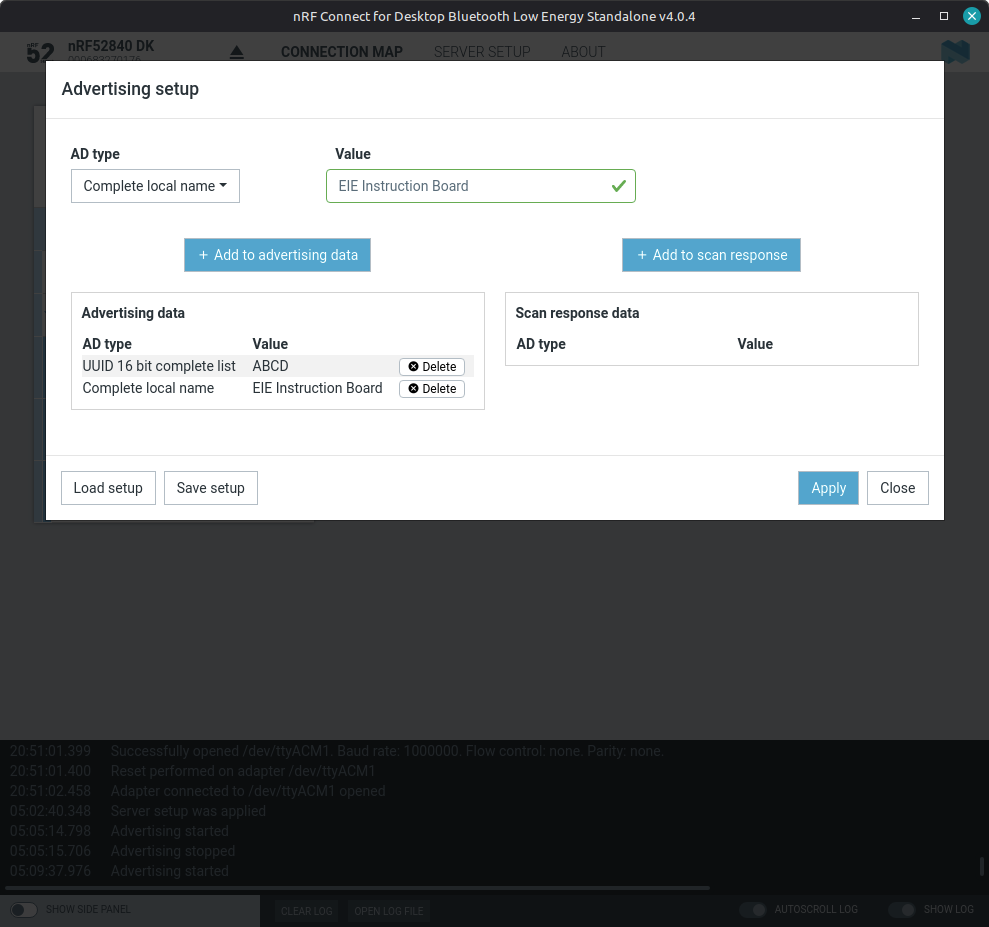 nRF Connect for Desktop Bluetooth Low Energy Standalone v4.0.4
nRF
52
nRF52840 DK
000683270176
CONNECTION MAP
SERVER SETUP
ABOUT
Advertising setup
AD type
Value
Complete local name
EIE Instruction Board
+ Add to advertising data
+ Add to scan response
Advertising data
AD type Value
UUID 16 bit complete list ABCD Delete
Complete local name EIE Instruction Board Delete
Scan response data
AD type Value
Load setup
Save setup
Apply
Close
20:51:01.399 Successfully opened /dev/ttyACM1. Baud rate: 1000000. Flow control: none. Parity: none.
20:51:01.400 Reset performed on adapter /dev/ttyACM1
20:51:02.458 Adapter connected to /dev/ttyACM1 opened
05:02:40.348 Server setup was applied
05:05:14.798 Advertising started
05:05:15.706 Advertising stopped
05:09:37.976 Advertising started
SHOW SIDE PANEL
CLEAR LOG
OPEN LOG FILE
AUTOSCROLL LOG
SHOW LOG